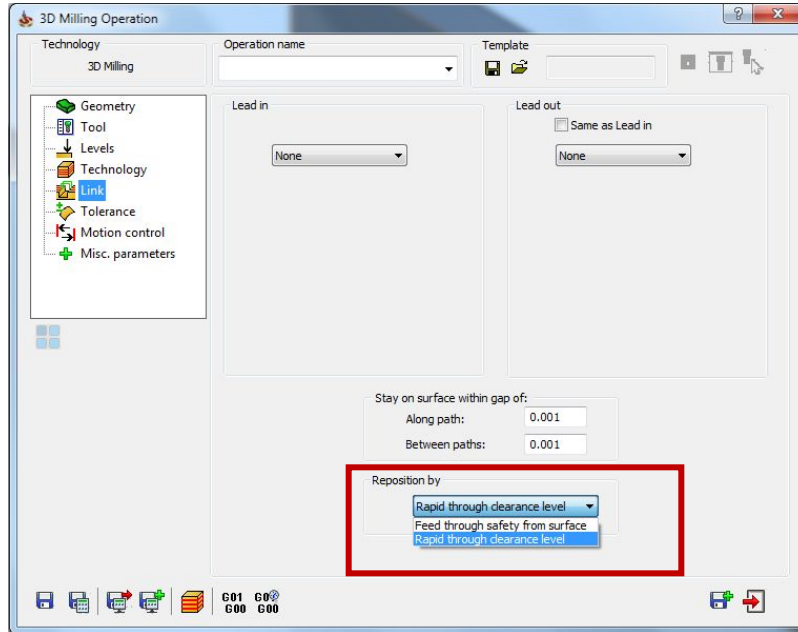 3D Milling Operation
Technology
3D Milling
Operation name
Template
Geometry
Tool
Levels
Technology
Link
Tolerance
Motion control
Misc. parameters
Lead in
None
Lead out
Same as Lead in
None
Stay on surface within gap of:
Along path: 0.001
Between paths: 0.001
Reposition by
Rapid through clearance level
Feed through safety from surface
Rapid through clearance level
G01 G0
G00 G00